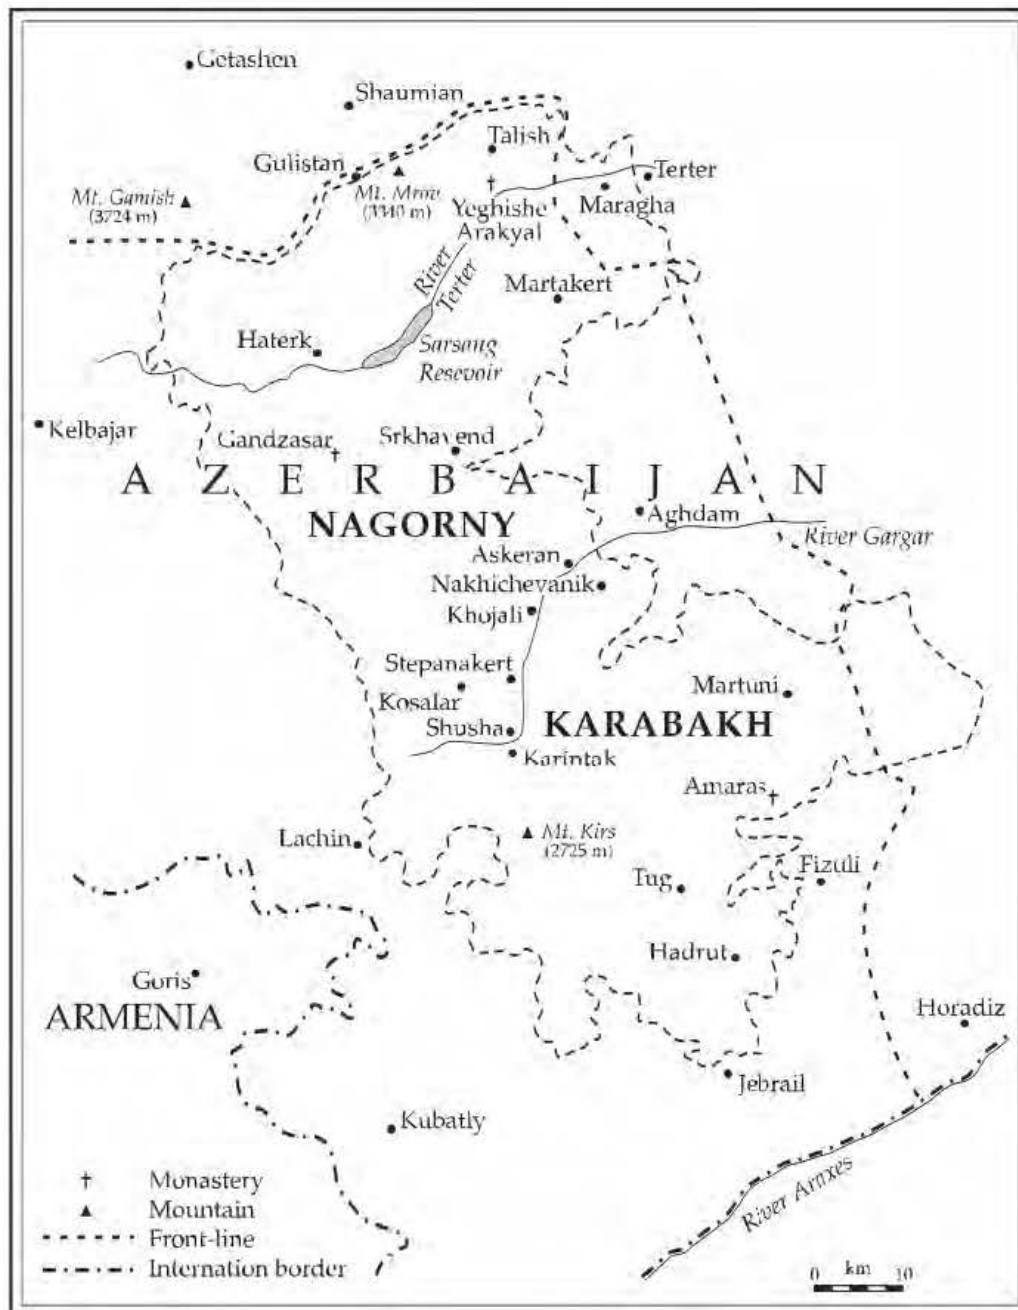 Getashen
Shaumian
Talish
Gulistan
Terter
Mt. Gamish
(3724 m)
Mt. Mrov
(3340 m)
Yeghishe
Arakyal
Maragha
River
Terter
Martakert
Haterk
Sarsang
Resevoir
Kelbajar
Gandzasar
Srkhavend
AZERBAIJAN
NAGORNY
Aghdam
River Gargar
Askeran
Nakhichevanik
Khojali
Stepanakert
Kosalar
Martuni
Shusha
KARABAKH
Karintak
Amaras
Mt. Kirs
(2725 m)
Lachin
Tug
Fizuli
Hadrut
Goris
ARMENIA
Horadiz
Jebrail
Kubatly
River Araxes
Monastery
Mountain
Front-line
Internation border
0 km 10